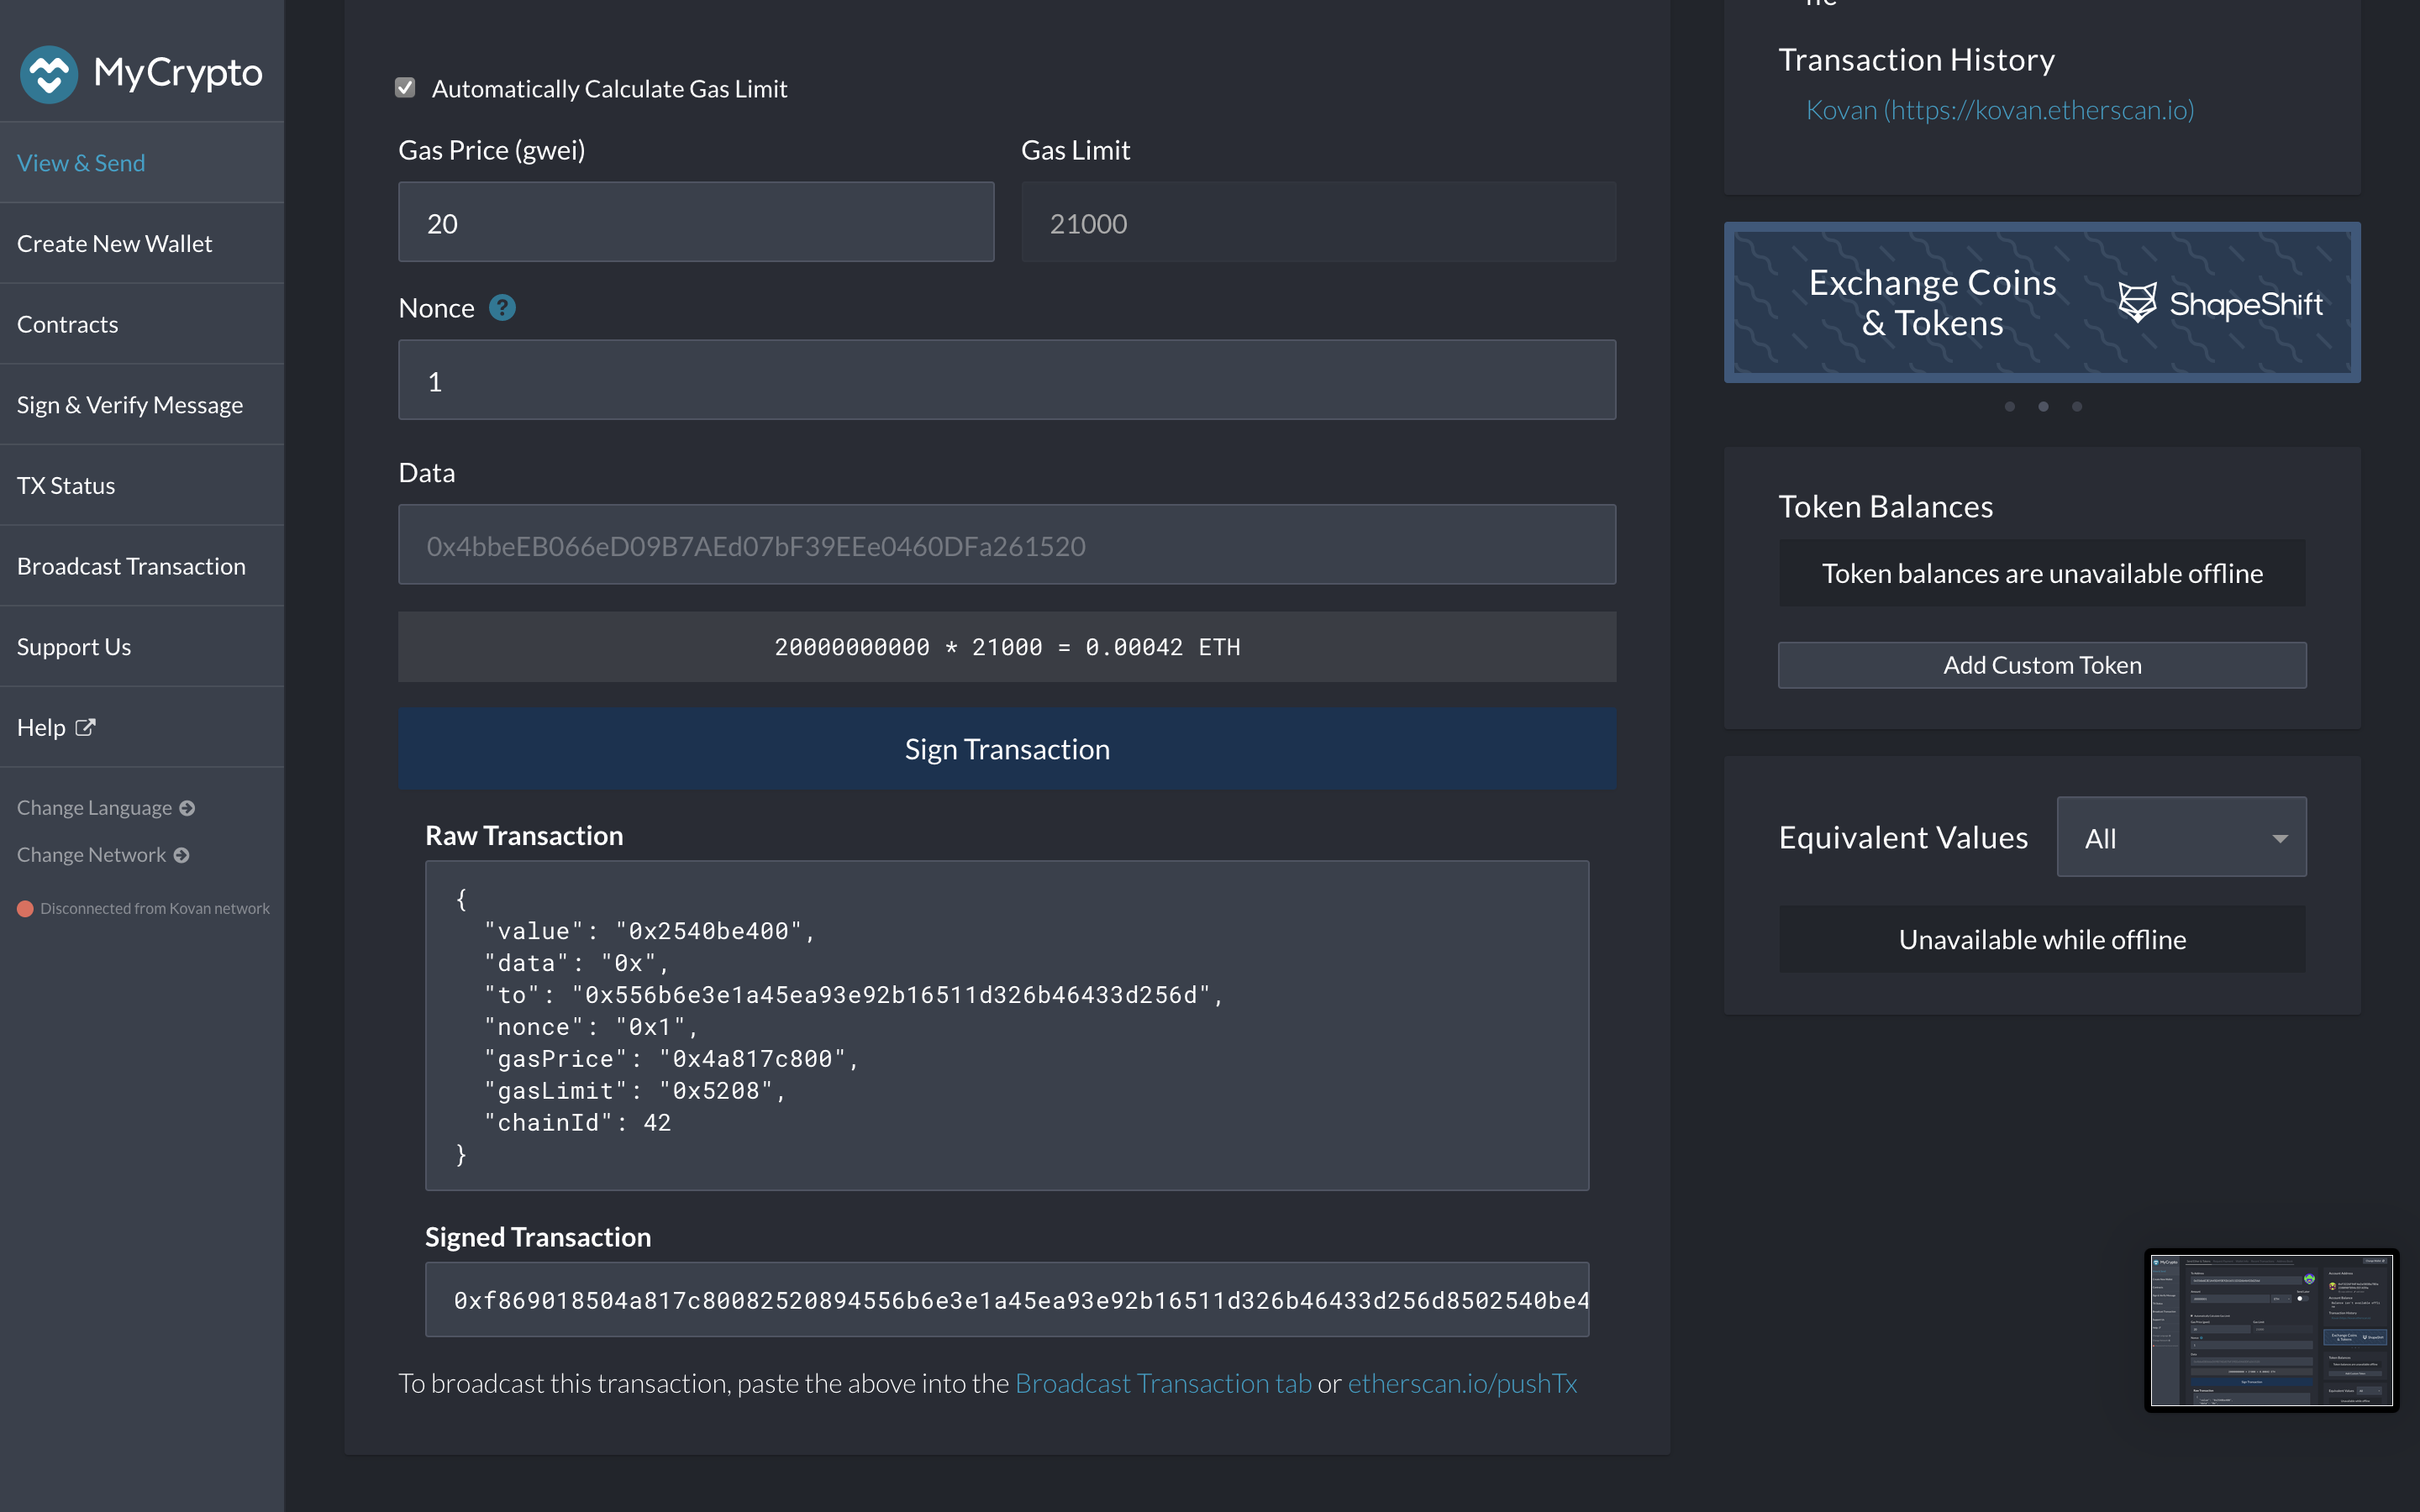 MyCrypto
View & Send
Create New Wallet
Contracts
Sign & Verify Message
TX Status
Broadcast Transaction
Support Us
Help
Change Language
Change Network
Disconnected from Kovan network
Automatically Calculate Gas Limit
Gas Price (gwei)
Gas Limit
20
21000
Nonce ?
1
Data
0x4bbeEB066eD09B7AEd07bF39EEe0460DFa261520
20000000000 * 21000 = 0.00042 ETH
Sign Transaction
Raw Transaction
{
"value": "0x2540be400",
"data": "0x",
"to": "0x556b6e3e1a45ea93e92b16511d326b46433d256d",
"nonce": "0x1",
"gasPrice": "0x4a817c800",
"gasLimit": "0x5208",
"chainId": 42
}
Signed Transaction
0xf869018504a817c80082520894556b6e3e1a45ea93e92b16511d326b46433d256d8502540be4
To broadcast this transaction, paste the above into the Broadcast Transaction tab or etherscan.io/pushTx
Transaction History
Kovan (https://kovan.etherscan.io)
Exchange Coins
& Tokens
ShapeShift
Token Balances
Token balances are unavailable offline
Add Custom Token
Equivalent Values
All
Unavailable while offline